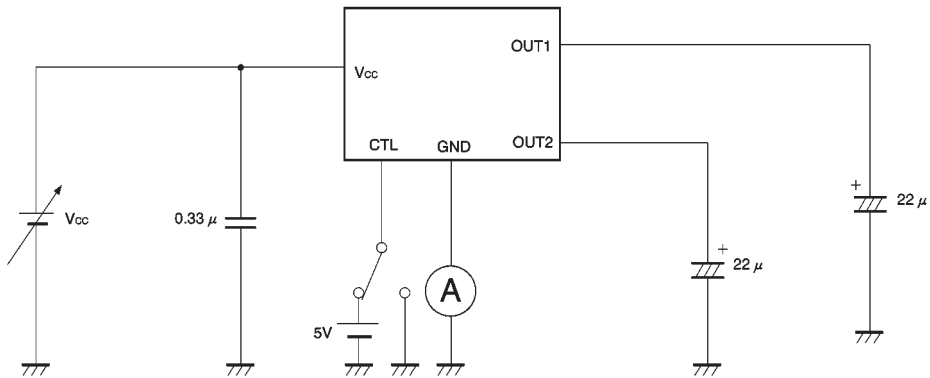 OUT1
Vcc
CTL
GND
OUT2
Vcc
0.33 μ
+
22 μ
+
22 μ
A
5V